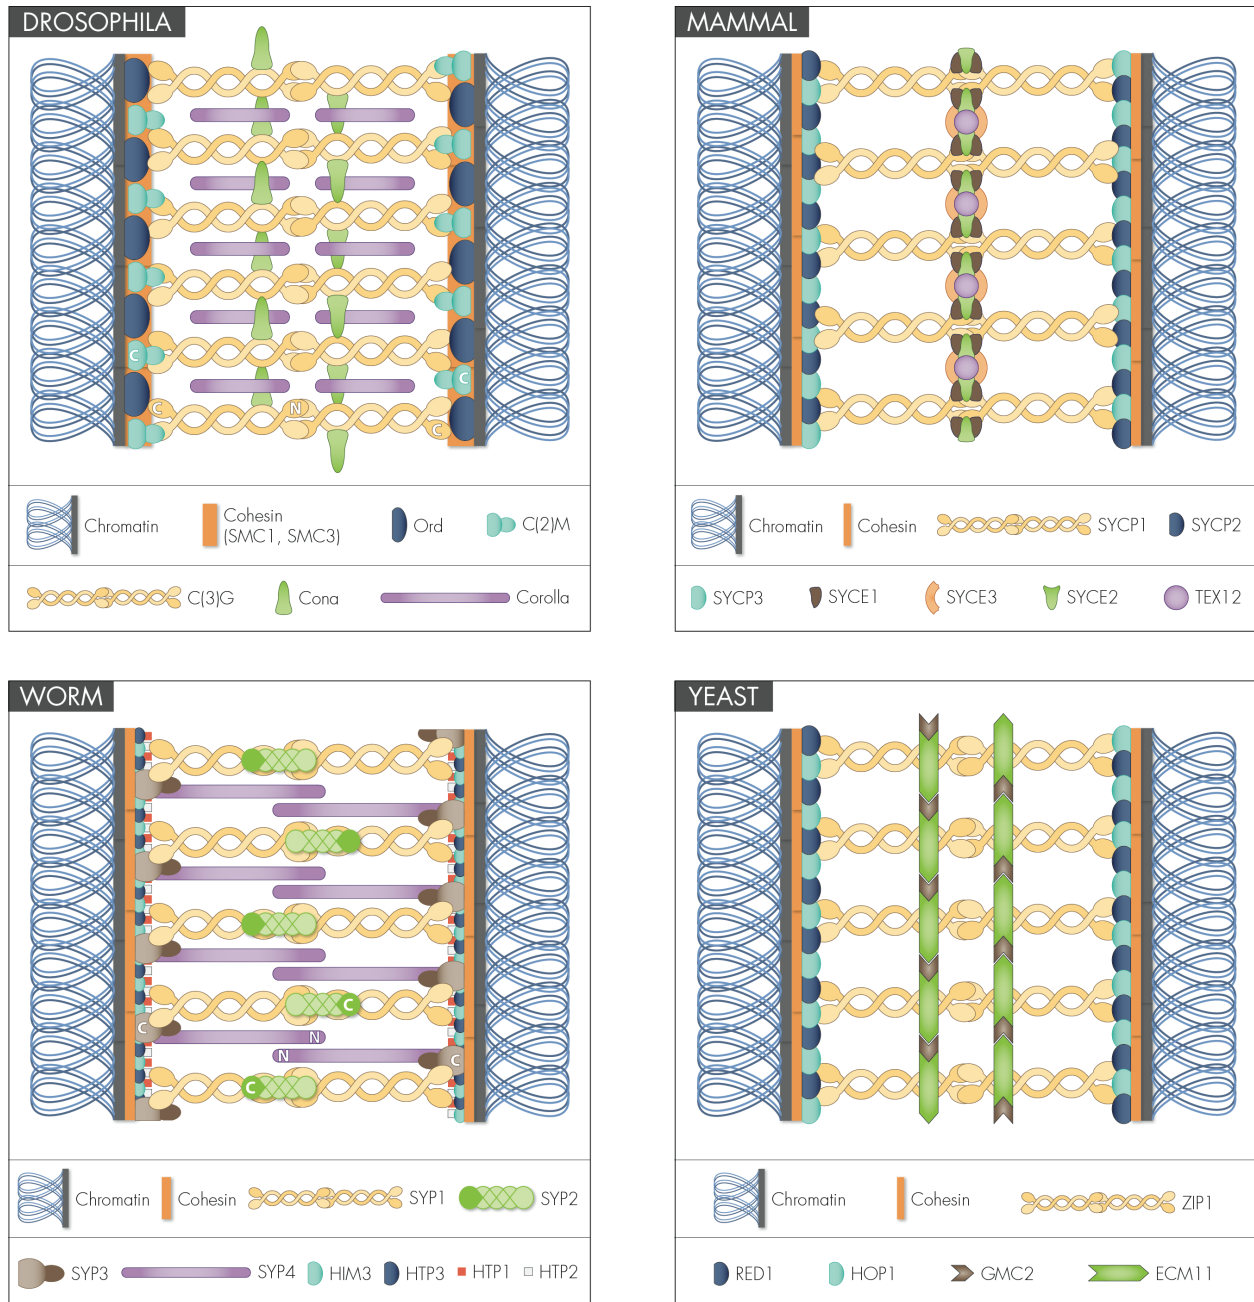 DROSOPHILA
C
C
C
N
C
Chromatin
Cohesin
(SMC1, SMC3)
Ord
C(2)M
C(3)G
Cona
Corolla
MAMMAL
Chromatin
Cohesin
SYCP1
SYCP2
SYCP3
SYCE1
SYCE3
SYCE2
TEX12
WORM
C
C
N
N
C
C
Chromatin
Cohesin
SYP1
SYP2
SYP3
SYP4
HIM3
HTP3
HTP1
HTP2
YEAST
Chromatin
Cohesin
ZIP1
RED1
HOP1
GMC2
ECM11